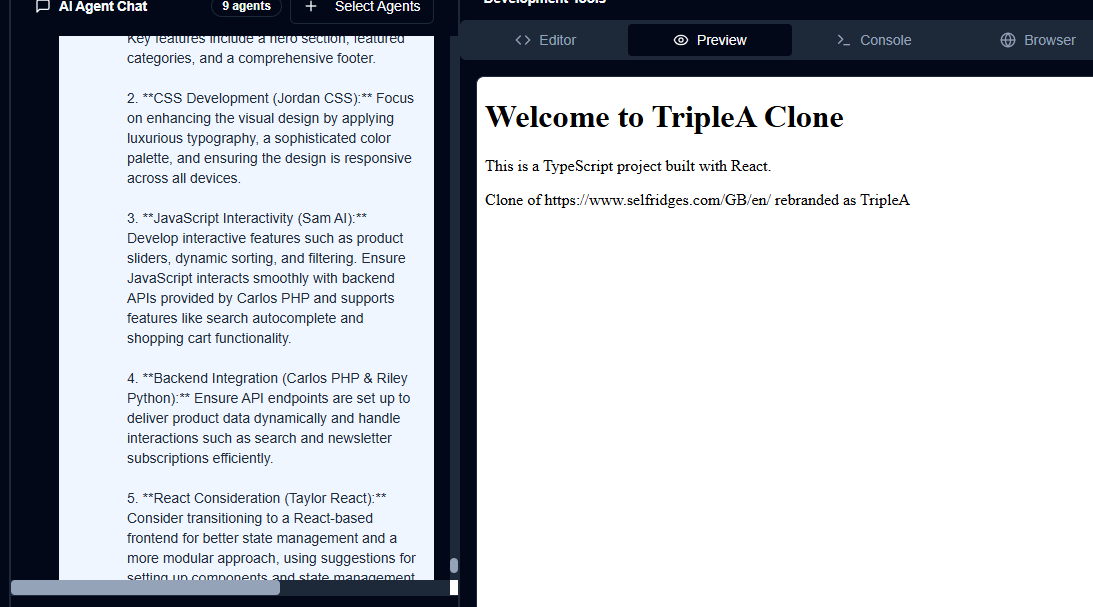 AI Agent Chat
9 agents
+ Select Agents
Development Tools
<> Editor
Preview
>_ Console
Browser
Key features include a hero section, featured
categories, and a comprehensive footer.
2. **CSS Development (Jordan CSS):** Focus
on enhancing the visual design by applying
luxurious typography, a sophisticated color
palette, and ensuring the design is responsive
across all devices.
3. **JavaScript Interactivity (Sam AI):**
Develop interactive features such as product
sliders, dynamic sorting, and filtering. Ensure
JavaScript interacts smoothly with backend
APIs provided by Carlos PHP and supports
features like search autocomplete and
shopping cart functionality.
4. **Backend Integration (Carlos PHP & Riley
Python):** Ensure API endpoints are set up to
deliver product data dynamically and handle
interactions such as search and newsletter
subscriptions efficiently.
5. **React Consideration (Taylor React):**
Consider transitioning to a React-based
frontend for better state management and a
more modular approach, using suggestions for
setting up components and state management
Welcome to TripleA Clone
This is a TypeScript project built with React.
Clone of https://www.selfridges.com/GB/en/ rebranded as TripleA